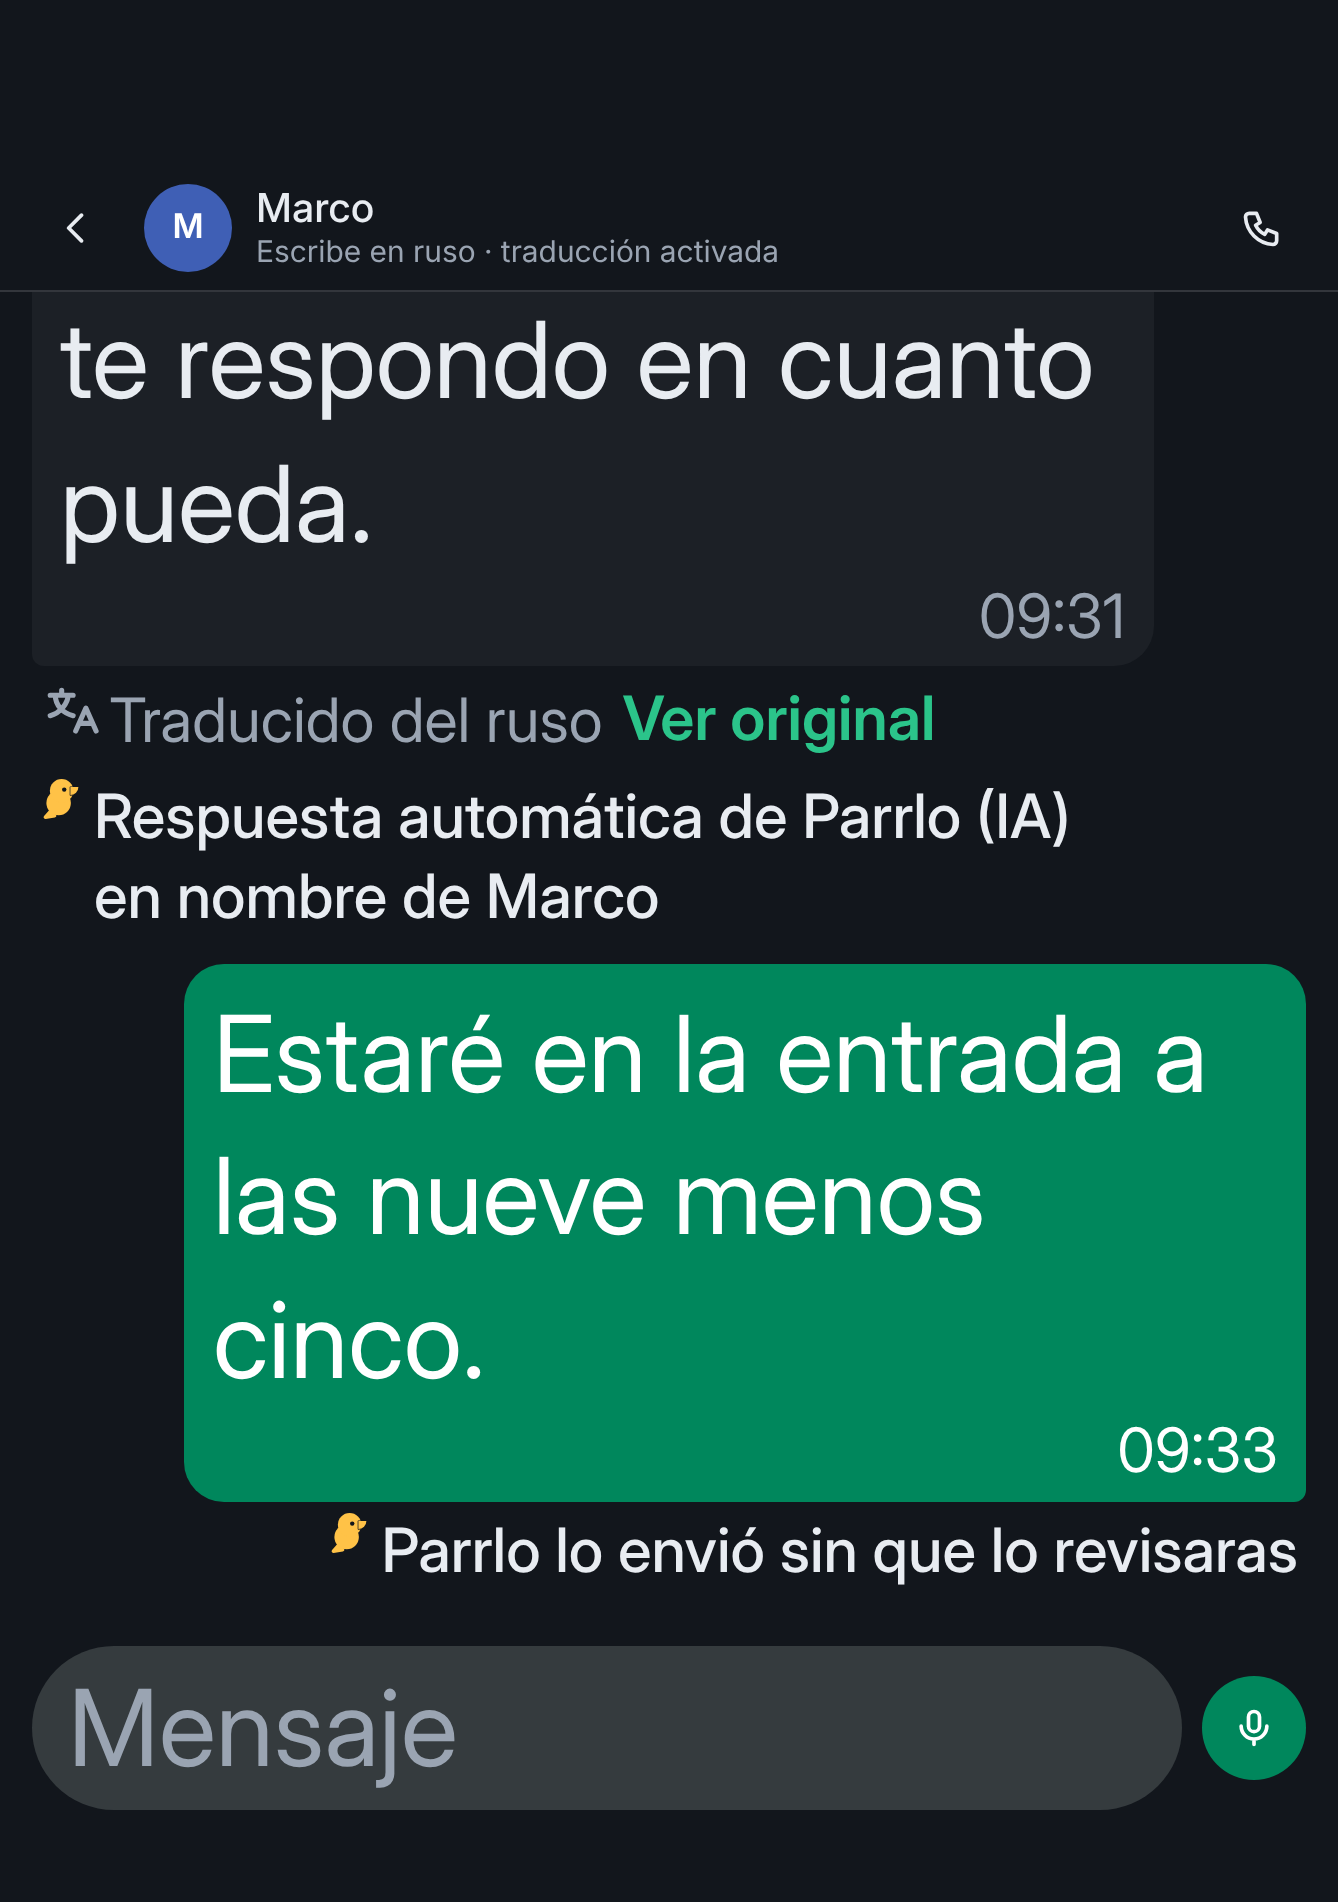 M
Marco
Escribe en ruso · traducción activada
te respondo en cuanto
pueda.
09:31
Traducido del ruso Ver original
Respuesta automática de Parrlo (IA)
en nombre de Marco
Estaré en la entrada a
las nueve menos
cinco.
09:33
Parrlo lo envió sin que lo revisaras
Mensaje